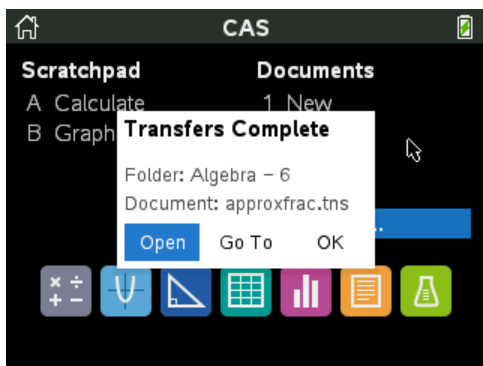 CAS
Scratchpad
Documents
A Calculate
1 New
B Graph
Transfers Complete
Folder: Algebra – 6
Document: approxfrac.tns
..
Open
Go To
OK